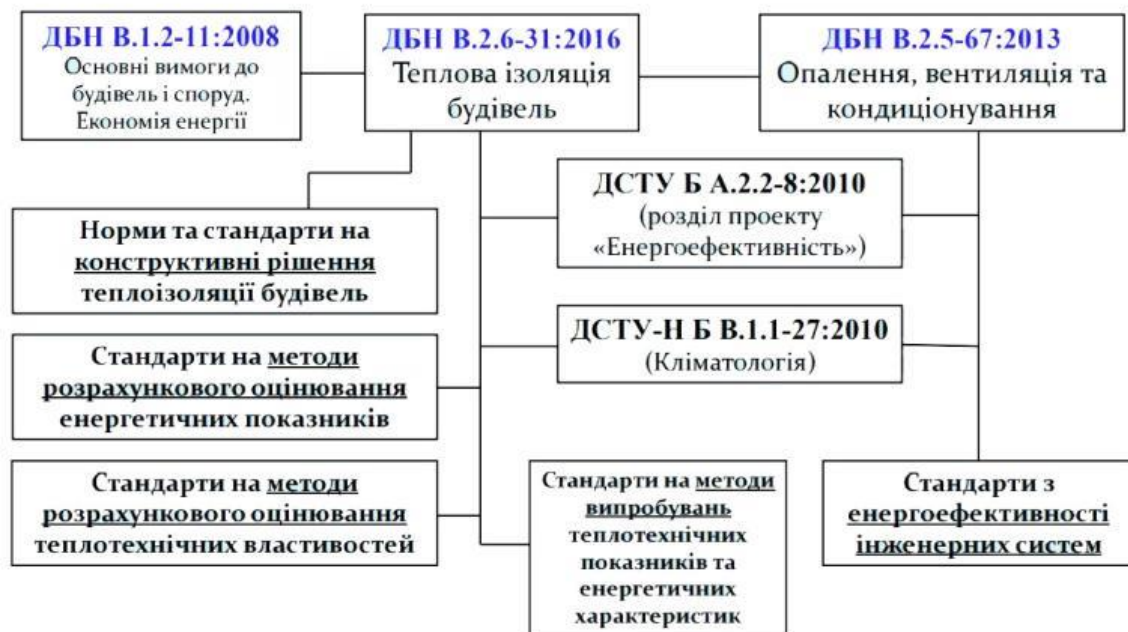 ДБН В.1.2-11:2008
Основні вимоги до
будівель і споруд.
Економія енергії
ДБН В.2.6-31:2016
Теплова ізоляція
будівель
ДБН В.2.5-67:2013
Опалення, вентиляція та
кондиціонування
ДСТУ Б А.2.2-8:2010
(розділ проекту
«Енергоефективність»)
Норми та стандарти на
конструктивні рішення
теплоізоляції будівель
ДСТУ-Н Б В.1.1-27:2010
(Кліматологія)
Стандарти на методи
розрахункового оцінювання
енергетичних показників
Стандарти на методи
розрахункового оцінювання
теплотехнічних властивостей
Стандарти на методи
випробувань
теплотехнічних
показників та
енергетичних
характеристик
Стандарти з
енергоефективності
інженерних систем